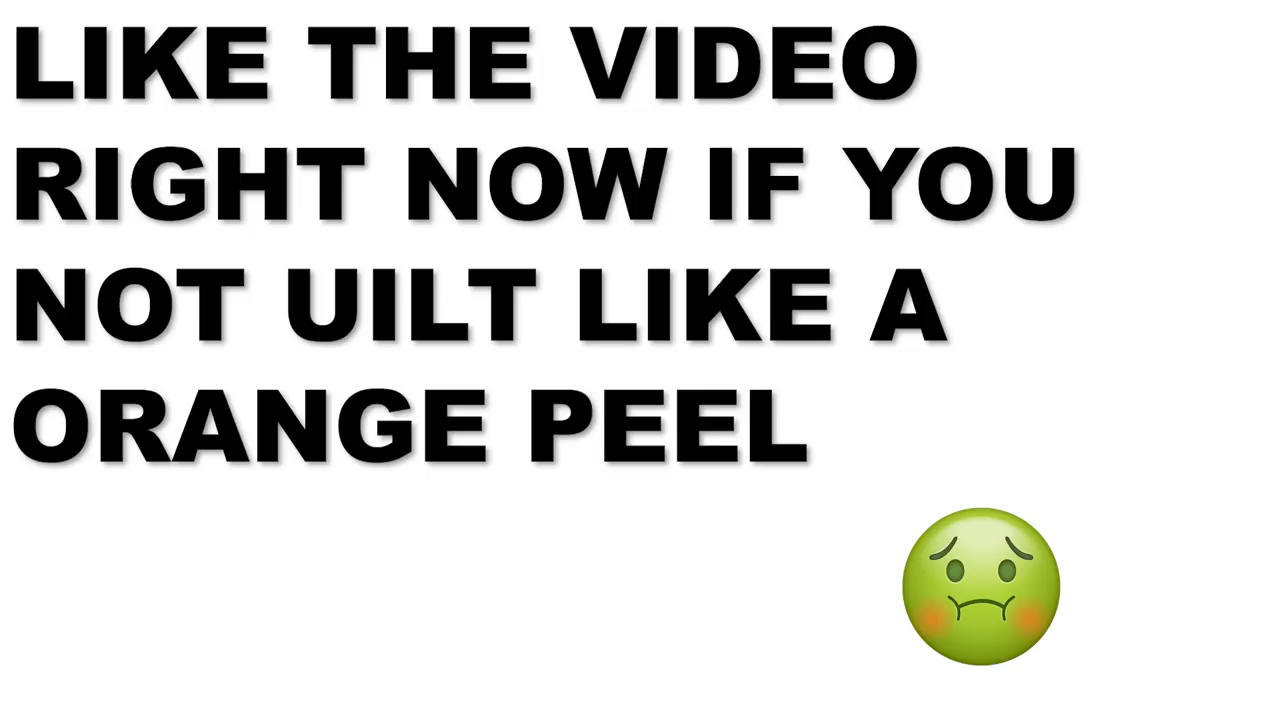 LIKE THE VIDEO
RIGHT NOW IF YOU
NOT UILT LIKE A
ORANGE PEEL